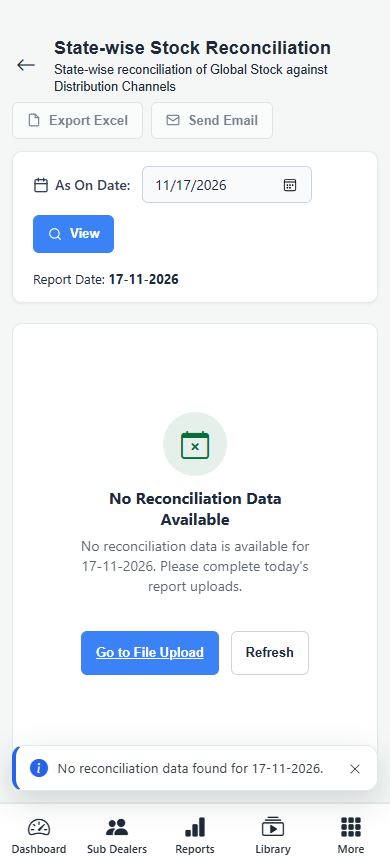 State-wise Stock Reconciliation
State-wise reconciliation of Global Stock against
Distribution Channels
Export Excel
Send Email
As On Date:
11/17/2026
View
Report Date: 17-11-2026
No Reconciliation Data
Available
No reconciliation data is available for
17-11-2026. Please complete today's
report uploads.
Go to File Upload
Refresh
No reconciliation data found for 17-11-2026.
Dashboard
Sub Dealers
Reports
Library
More